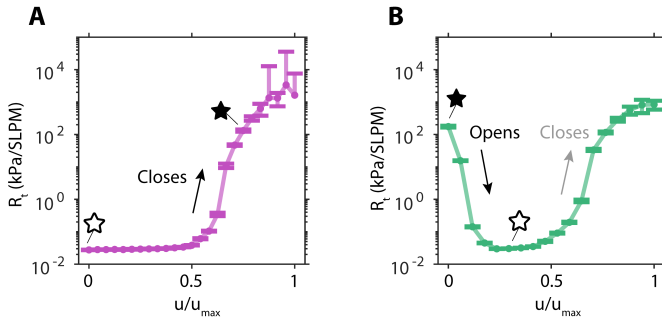 A
R_t (kPa/SLPM)
10^4
10^2
10^0
10^-2
Closes
0
0.5
1
u/u_max
B
R_t (kPa/SLPM)
10^4
10^2
10^0
10^-2
Opens
Closes
0
0.5
1
u/u_max